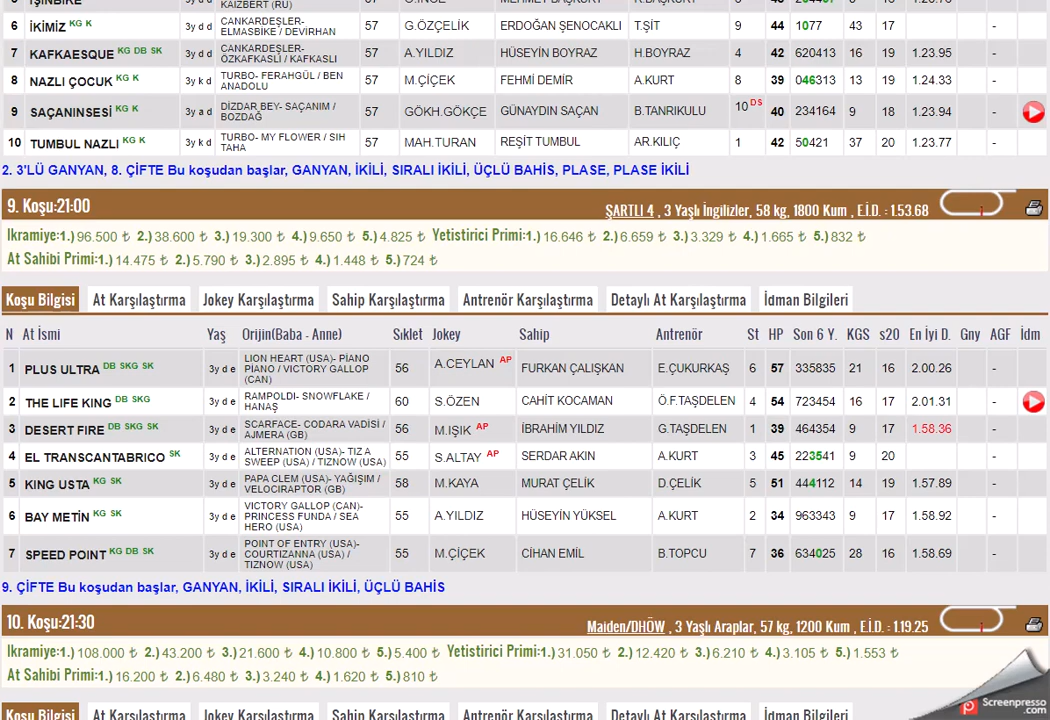 İŞİNBİKE KAIZBERT (RU) G.İNCE
6 İKİMİZ KG K 3y d d CANKARDEŞLER- ELMASBİKE / DEVIRHAN 57 G.ÖZÇELİK ERDOĞAN ŞENOCAKLI T.ŞİT 9 44 1077 43 17
7 KAFKAESQUE KG DB SK 3y d d CANKARDEŞLER- ÖZKAFKASLI / KAFKASLI 57 A.YILDIZ HÜSEYİN BOYRAZ H.BOYRAZ 4 42 620413 16 19 1.23.95 -
8 NAZLI ÇOCUK KG K 3y k d TURBO- FERAHGÜL / BEN ANADOLU 57 M.ÇİÇEK FEHMİ DEMİR A.KURT 8 39 046313 13 19 1.24.33 -
9 SAÇANINSESİ KG K 3y a d DİZDAR BEY- SAÇANIM / BOZDAĞ 57 GÖKH.GÖKÇE GÜNAYDIN SAÇAN B.TANRIKULU 10 DS 40 234164 9 18 1.23.94 -
10 TUMBUL NAZLI KG K 3y k d TURBO- MY FLOWER / SIH TAHA 57 MAH.TURAN REŞİT TUMBUL AR.KILIÇ 1 42 50421 37 20 1.23.77 -
2. 3'LÜ GANYAN, 8. ÇİFTE Bu koşudan başlar, GANYAN, İKİLİ, SIRALI İKİLİ, ÜÇLÜ BAHİS, PLASE, PLASE İKİLİ
9. Koşu:21:00 ŞARTLI 4 , 3 Yaşlı İngilizler, 58 kg, 1800 Kum , E.İ.D. : 1.53.68
Ikramiye:1.) 96.500 ₺ 2.) 38.600 ₺ 3.) 19.300 ₺ 4.) 9.650 ₺ 5.) 4.825 ₺ Yetistirici Primi:1.) 16.646 ₺ 2.) 6.659 ₺ 3.) 3.329 ₺ 4.) 1.665 ₺ 5.) 832 ₺
At Sahibi Primi:1.) 14.475 ₺ 2.) 5.790 ₺ 3.) 2.895 ₺ 4.) 1.448 ₺ 5.) 724 ₺
Koşu Bilgisi At Karşılaştırma Jokey Karşılaştırma Sahip Karşılaştırma Antrenör Karşılaştırma Detaylı At Karşılaştırma İdman Bilgileri
N At İsmi Yaş Orijin(Baba - Anne) Sıklet Jokey Sahip Antrenör St HP Son 6 Y. KGS s20 En İyi D. Gny AGF İdm
1 PLUS ULTRA DB SKG SK 3y d e LION HEART (USA)- PİANO PİANO / VICTORY GALLOP (CAN) 56 A.CEYLAN AP FURKAN ÇALIŞKAN E.ÇUKURKAŞ 6 57 335835 21 16 2.00.26 -
2 THE LIFE KING DB SKG 3y d e RAMPOLDI- SNOWFLAKE / HANAŞ 60 S.ÖZEN CAHİT KOCAMAN Ö.F.TAŞDELEN 4 54 723454 16 17 2.01.31 -
3 DESERT FIRE DB SKG SK 3y d e SCARFACE- CODARA VADİSİ / AJMERA (GB) 56 M.IŞIK AP İBRAHİM YILDIZ G.TAŞDELEN 1 39 464354 9 17 1.58.36 -
4 EL TRANSCANTABRICO SK 3y d e ALTERNATION (USA)- TIZ A SWEEP (USA) / TIZNOW (USA) 55 S.ALTAY AP SERDAR AKIN A.KURT 3 45 223541 9 20 -
5 KING USTA KG SK 3y d e PAPA CLEM (USA)- YAĞIŞIM / VELOCIRAPTOR (GB) 58 M.KAYA MURAT ÇELİK D.ÇELİK 5 51 444112 14 19 1.57.89 -
6 BAY METİN KG SK 3y d e VICTORY GALLOP (CAN)- PRINCESS FUNDA / SEA HERO (USA) 55 A.YILDIZ HÜSEYİN YÜKSEL A.KURT 2 34 963343 9 17 1.58.92 -
7 SPEED POINT KG DB SK 3y d e POINT OF ENTRY (USA)- COURTIZANNA (USA) / TIZNOW (USA) 55 M.ÇİÇEK CİHAN EMİL B.TOPCU 7 36 634025 28 16 1.58.69 -
9. ÇİFTE Bu koşudan başlar, GANYAN, İKİLİ, SIRALI İKİLİ, ÜÇLÜ BAHİS
10. Koşu:21:30 Maiden/DHÖW , 3 Yaşlı Araplar, 57 kg, 1200 Kum , E.İ.D. : 1.19.25
Ikramiye:1.) 108.000 ₺ 2.) 43.200 ₺ 3.) 21.600 ₺ 4.) 10.800 ₺ 5.) 5.400 ₺ Yetistirici Primi:1.) 31.050 ₺ 2.) 12.420 ₺ 3.) 6.210 ₺ 4.) 3.105 ₺ 5.) 1.553 ₺
At Sahibi Primi:1.) 16.200 ₺ 2.) 6.480 ₺ 3.) 3.240 ₺ 4.) 1.620 ₺ 5.) 810 ₺
Koşu Bilgisi At Karşılaştırma Jokey Karşılaştırma Sahip Karşılaştırma Antrenör Karşılaştırma Detaylı At Karşılaştırma İdman Bilgileri
Screenpresso .com